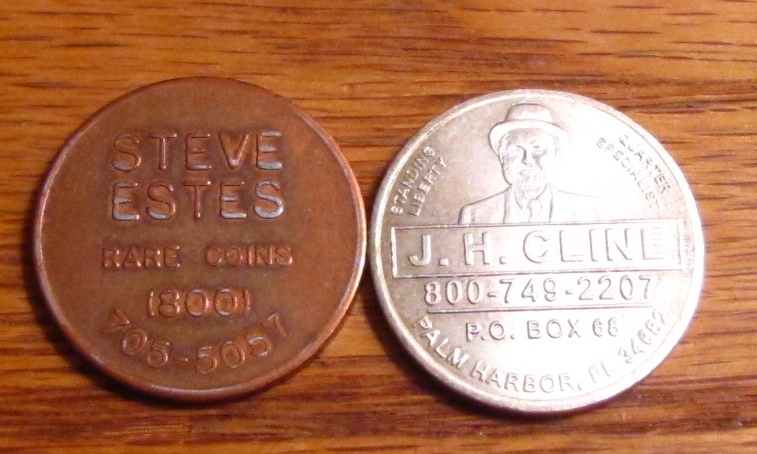 STEVE
ESTES
RARE COINS
(800)
705-5057
STANDING
LIBERTY
QUARTER
SPECIALIST
J. H. CLINE
800-749-2207
P.O. BOX 68
PALM HARBOR, Fl 34682